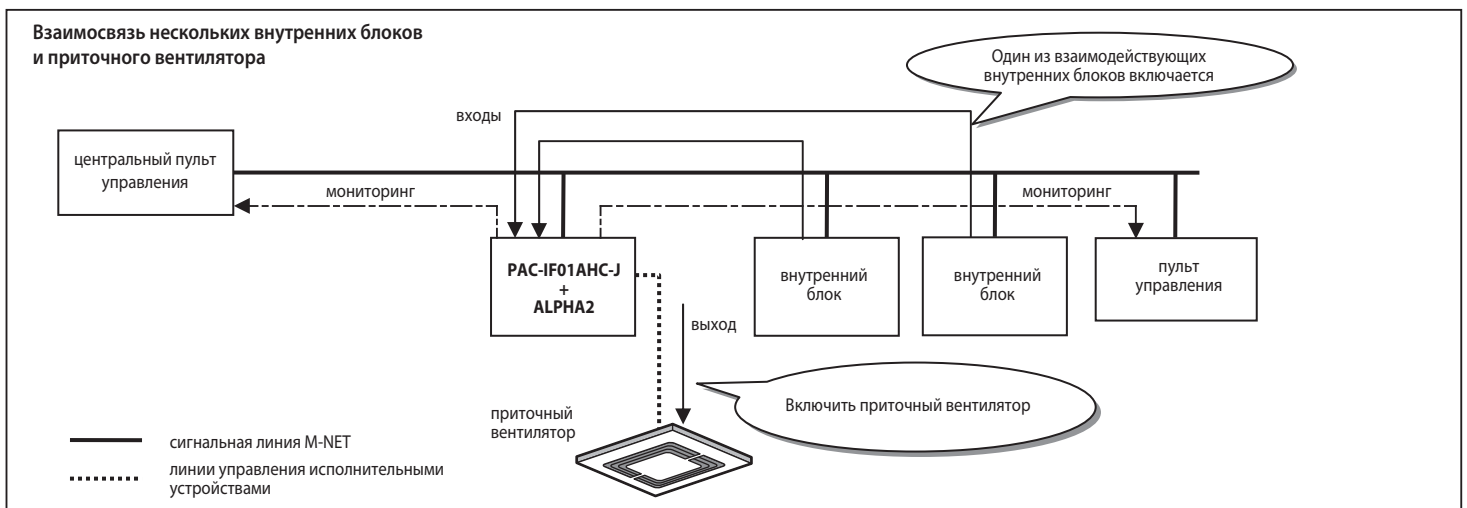 Взаимосвязь нескольких внутренних блоков
и приточного вентилятора
Один из взаимодействующих
внутренних блоков включается
входы
центральный пульт
управления
мониторинг
мониторинг
PAC-IF01AHC-J
+
ALPHA2
внутренний
блок
внутренний
блок
пульт
управления
выход
Включить приточный вентилятор
приточный
вентилятор
сигнальная линия M-NET
линии управления исполнительными
устройствами